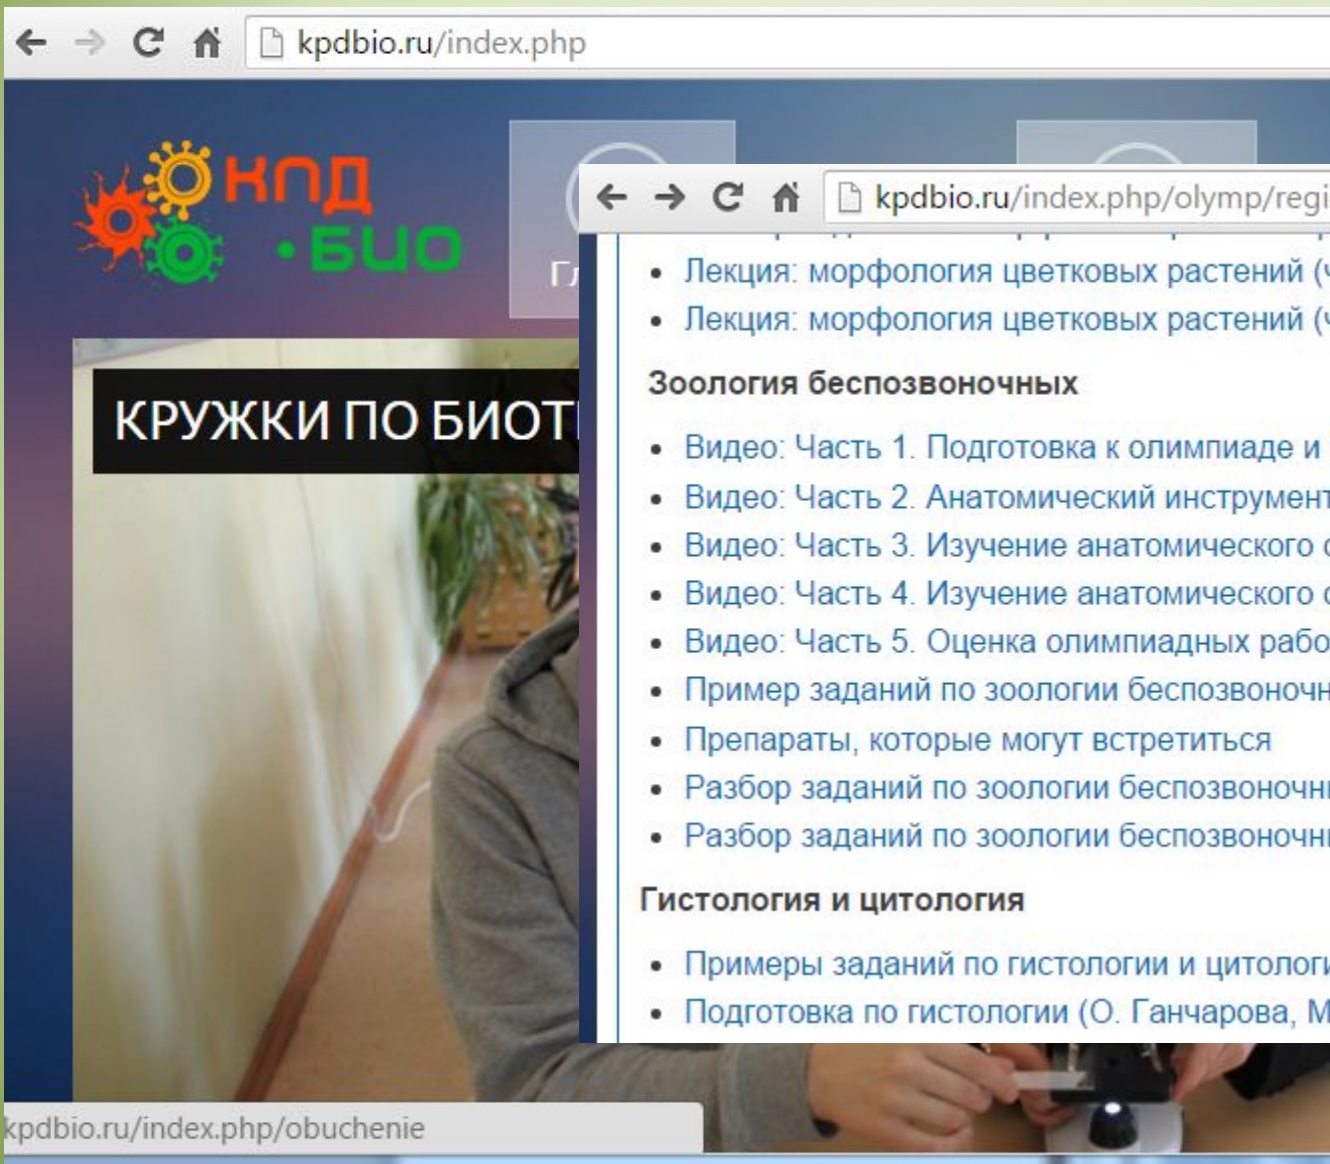 kpdbio.ru/index.php
КПД
•БИО
kpdbio.ru/index.php/olymp/regi
Лекция: морфология цветковых растений (
Лекция: морфология цветковых растений (
КРУЖКИ ПО БИОТ
Зоология беспозвоночных
• Видео: Часть 1. Подготовка к олимпиаде и
• Видео: Часть 2. Анатомический инструмент
• Видео: Часть 3. Изучение анатомического
• Видео: Часть 4. Изучение анатомического
• Видео: Часть 5. Оценка олимпиадных рабо
• Пример заданий по зоологии беспозвоночн
• Препараты, которые могут встретиться
• Разбор заданий по зоологии беспозвоночн
• Разбор заданий по зоологии беспозвоночн
Гистология и цитология
• Примеры заданий по гистологии и цитологи
• Подготовка по гистологии (О. Ганчарова, М
kpdbio.ru/index.php/obuchenie